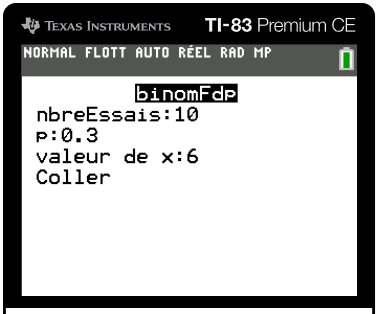 TEXAS INSTRUMENTS TI-83 Premium CE
NORMAL FLOTT AUTO RÉEL RAD MP
binomFdp
nbreEssais:10
p:0.3
valeur de x:6
Coller